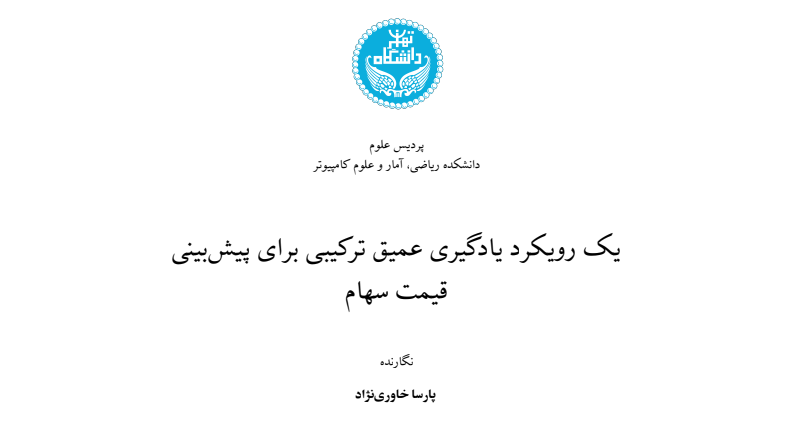 دانشگاه
تهران
پردیس علوم
دانشکده ریاضی، آمار و علوم کامپیوتر
یک رویکرد یادگیری عمیق ترکیبی برای پیش‌بینی
قیمت سهام
نگارنده
پارسا خاوری‌نژاد